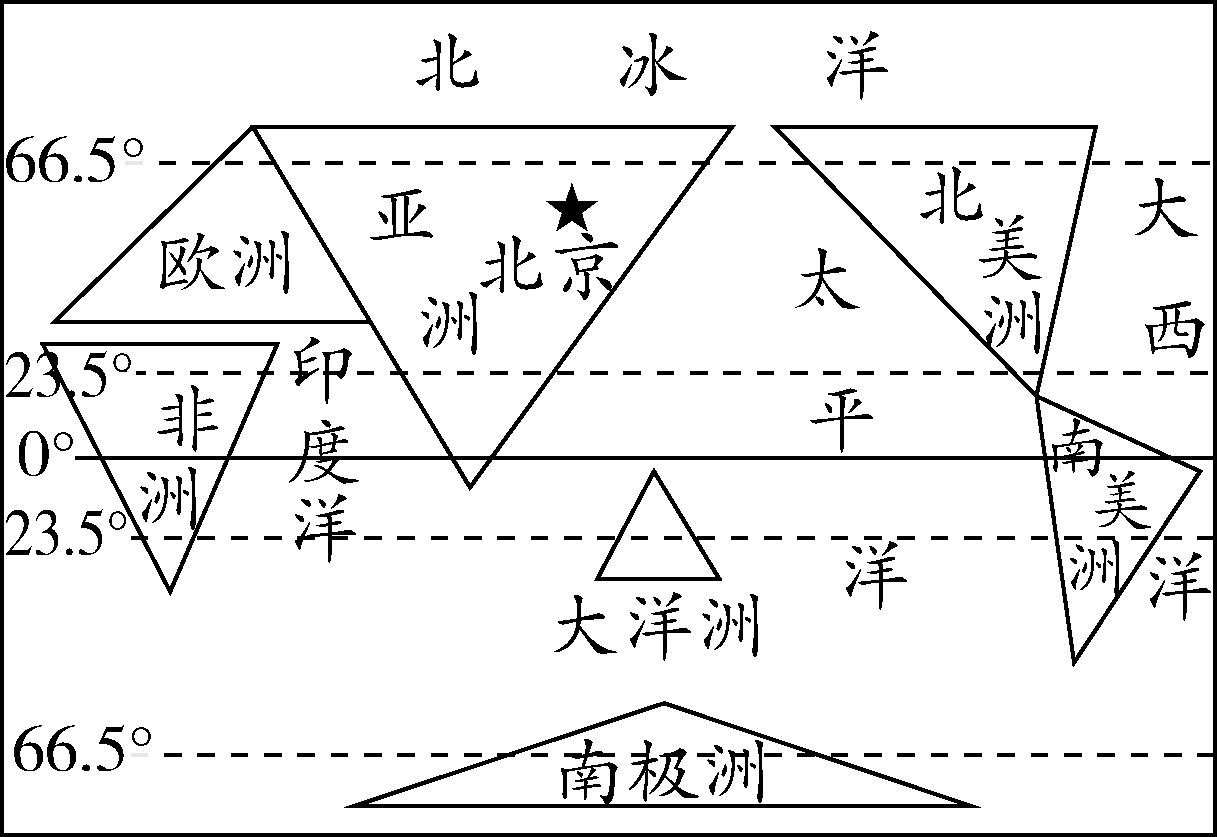 北冰洋
66.5°
亚洲
★
北京
欧洲
北美洲
大西洋
太平洋
23.5°
印度洋
非洲
0°
南美洲
23.5°
大洋洲
66.5°
南极洲